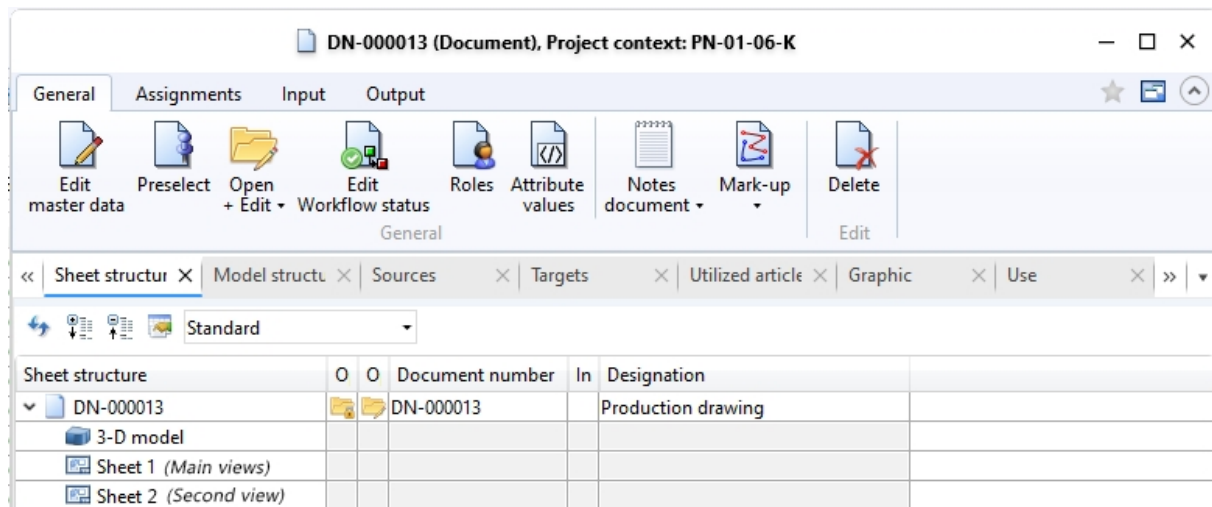 DN-000013 (Document), Project context: PN-01-06-K
General Assignments Input Output
Edit master data
Preselect
Open + Edit
Edit Workflow status
Roles
Attribute values
Notes document
Mark-up
Delete
General
Edit
Sheet structur Model structu Sources Targets Utilized article Graphic Use
Standard
Sheet structure O O Document number In Designation
DN-000013 DN-000013 Production drawing
3-D model
Sheet 1 (Main views)
Sheet 2 (Second view)